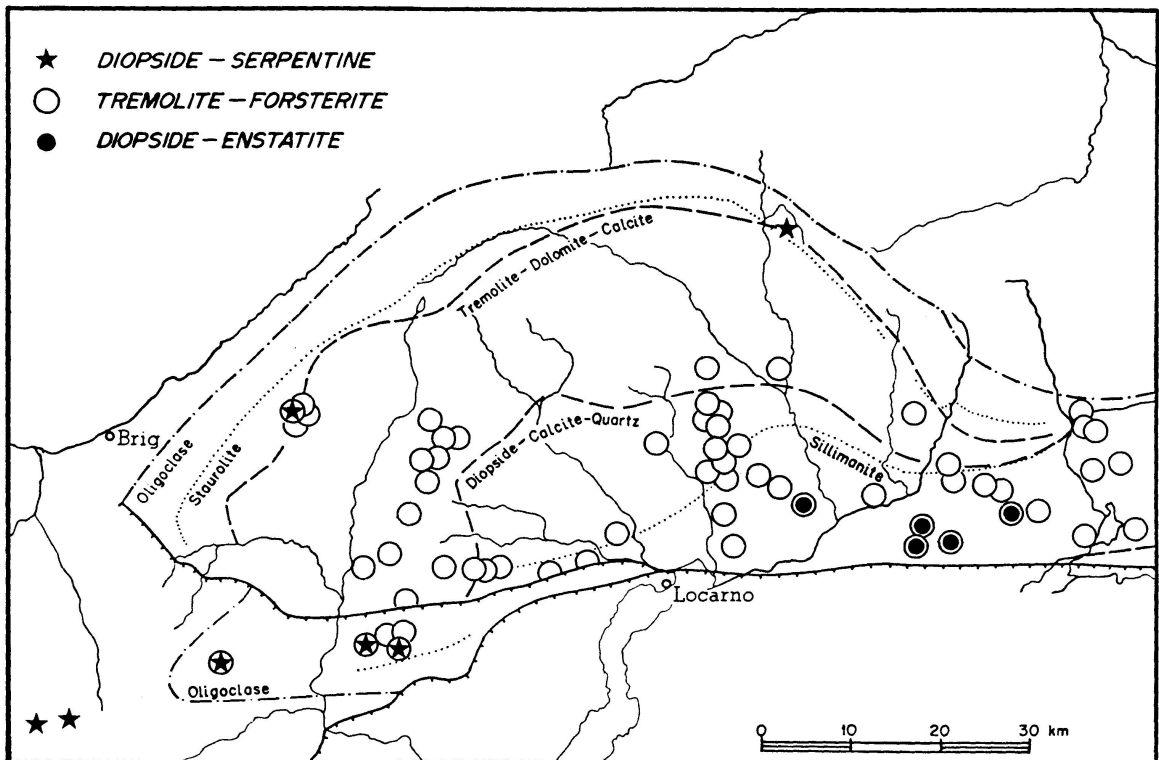 DIOPSIDE – SERPENTINE
TREMOLITE – FORSTERITE
DIOPSIDE – ENSTATITE
Tremolite-Dolomite-Calcite
Brig
Oligoclase
Staurolite
Diopside Calcite-Quartz
Sillimanite
Locarno
Oligoclase
0 10 20 30 km